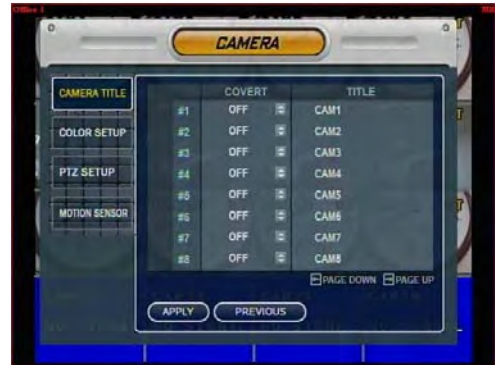 Office 1
CAMERA
CAMERA TITLE
COLOR SETUP
PTZ SETUP
MOTION SENSOR
COVERT TITLE
#1 OFF CAM1
#2 OFF CAM2
#3 OFF CAM3
#4 OFF CAM4
#5 OFF CAM5
#6 OFF CAM6
#7 OFF CAM7
#8 OFF CAM8
PAGE DOWN PAGE UP
APPLY PREVIOUS